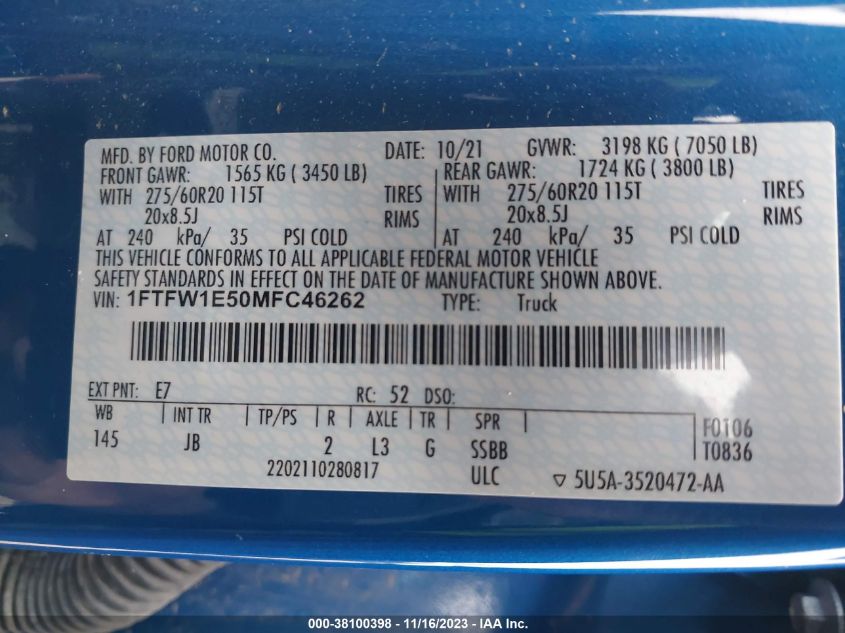 MFD. BY FORD MOTOR CO. DATE: 10/21 GVWR: 3198 KG ( 7050 LB)
FRONT GAWR: 1565 KG ( 3450 LB) REAR GAWR: 1724 KG ( 3800 LB)
WITH 275/60R20 115T TIRES WITH 275/60R20 115T TIRES
20x8.5J RIMS 20x8.5J RIMS
AT 240 kPa/ 35 PSI COLD AT 240 kPa/ 35 PSI COLD
THIS VEHICLE CONFORMS TO ALL APPLICABLE FEDERAL MOTOR VEHICLE
SAFETY STANDARDS IN EFFECT ON THE DATE OF MANUFACTURE SHOWN ABOVE.
VIN: 1FTFW1E50MFC46262 TYPE: Truck
EXT PNT: E7 RC: 52 DSO:
WB INT TR TP/PS R AXLE TR SPR F0106
145 JB 2 L3 G SSBB T0836
2202110280817 ULC ▽ 5U5A-3520472-AA
000-38100398 - 11/16/2023 - IAA Inc.